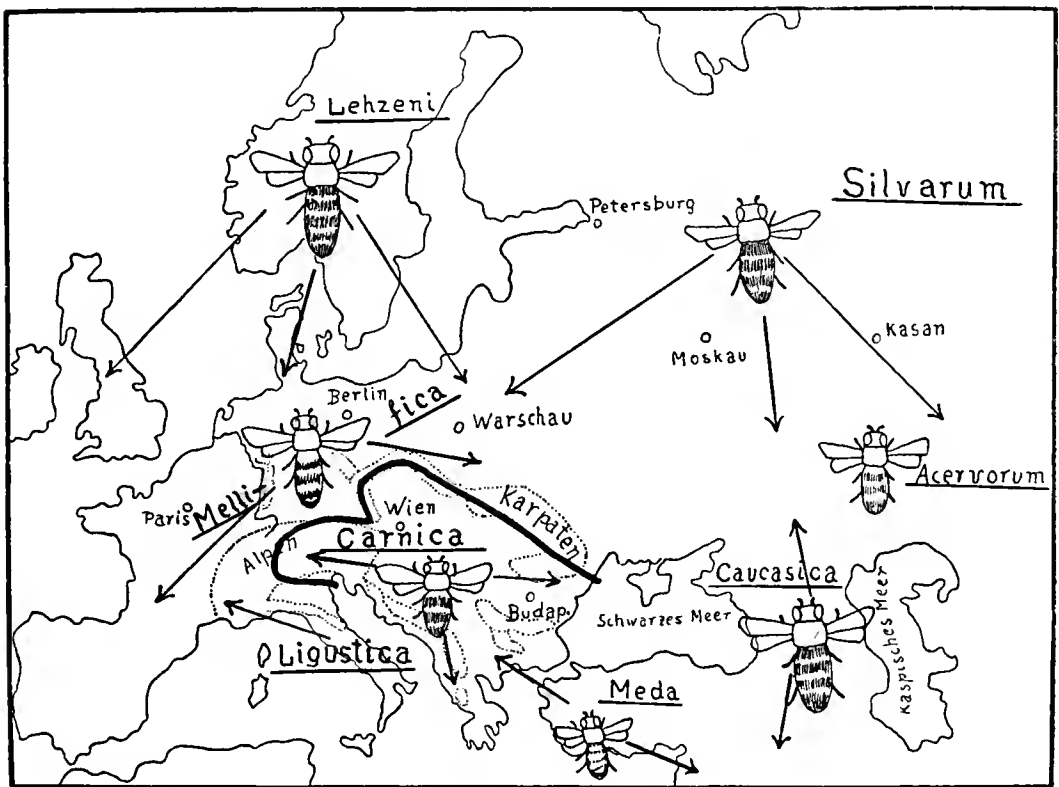 Lehzeni
Silvarum
Petersburg
Kasan
Moskau
Berlin
fica
Warschau
Acervorum
Karpaten
Paris
Melli-
Wien
Carnica
Alpen
Caucasica
Budap.
Schwarzes Meer
Kaspisches Meer
Ligustica
Meda